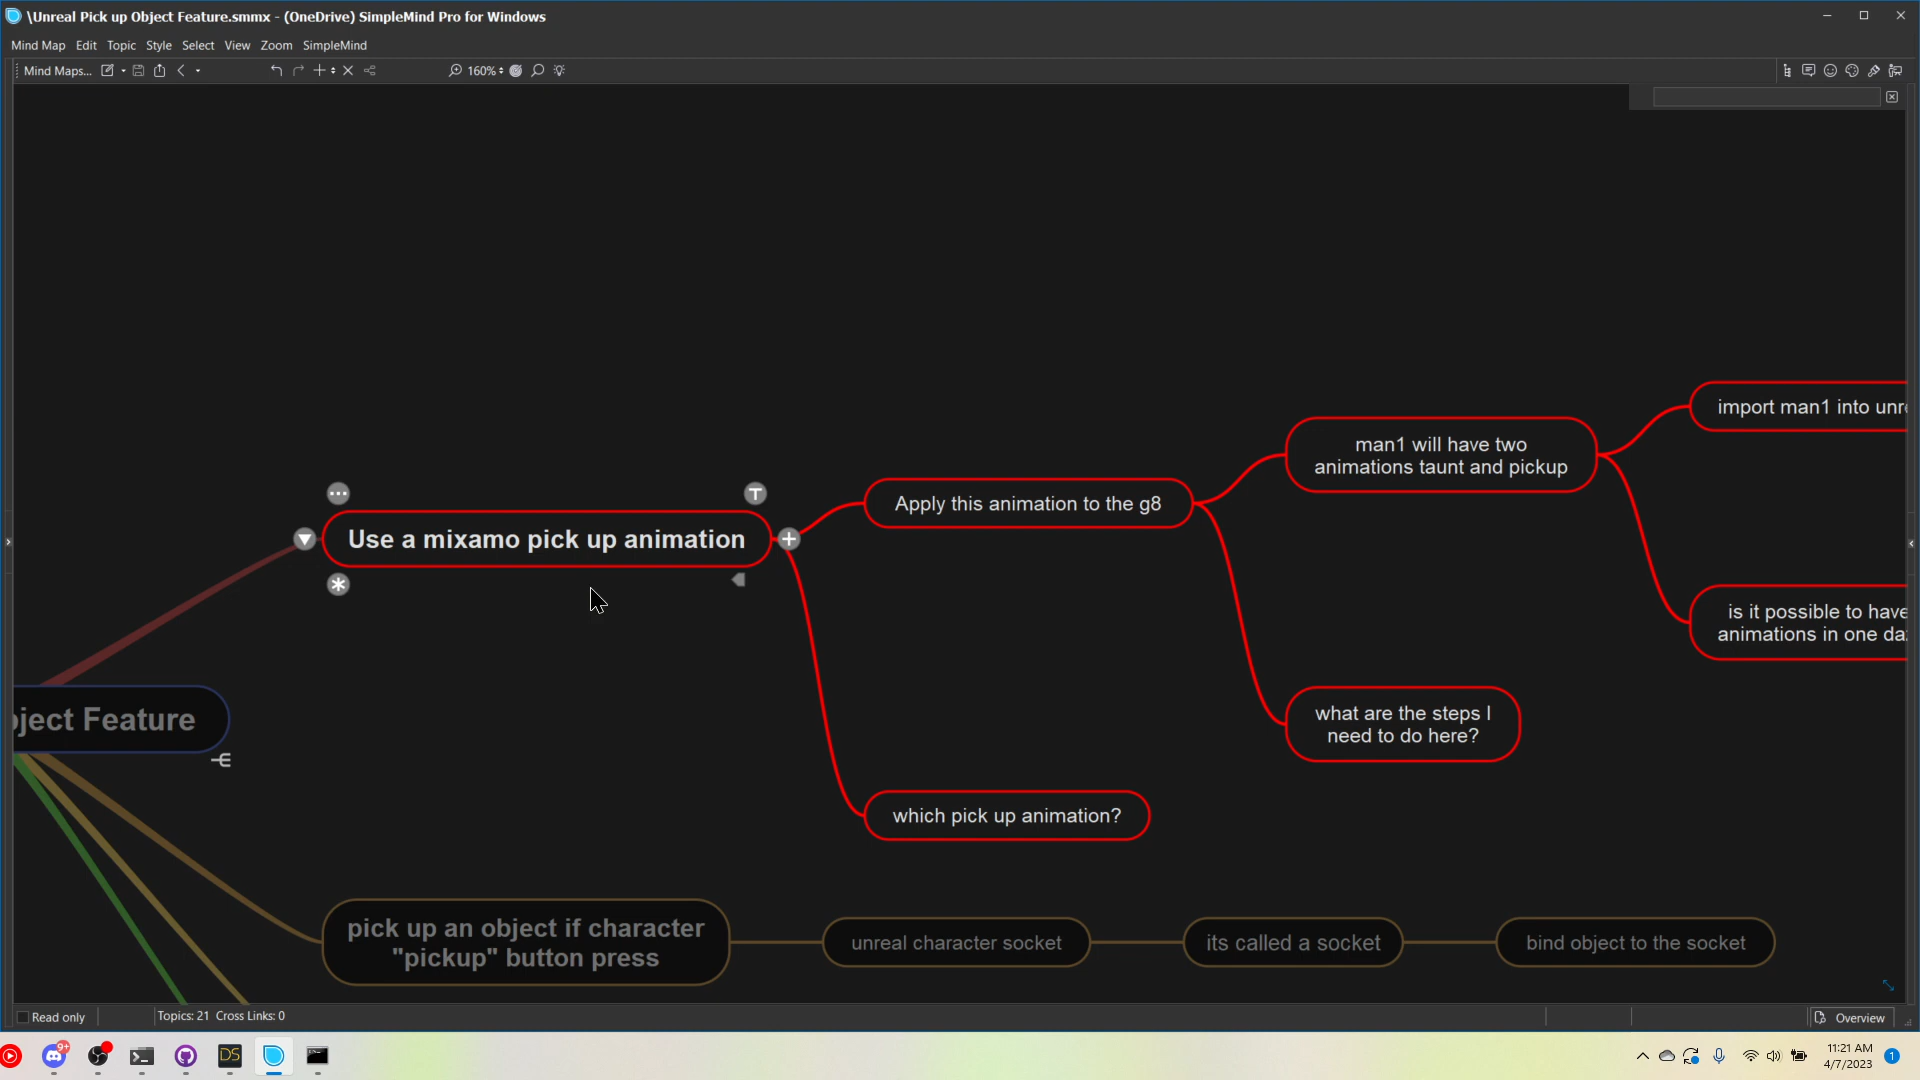 \Unreal Pick up Object Feature.smmx - (OneDrive) SimpleMind Pro for Windows
Mind Map Edit Topic Style Select View Zoom SimpleMind
Mind Maps... 160%
import man1 into unre
man1 will have two
animations taunt and pickup
Apply this animation to the g8
Use a mixamo pick up animation
is it possible to have
animations in one da
what are the steps I
need to do here?
ject Feature
which pick up animation?
pick up an object if character
"pickup" button press
unreal character socket
its called a socket
bind object to the socket
Read only
Topics: 21 Cross Links: 0
Overview
9+
DS
11:21 AM
4/7/2023
1